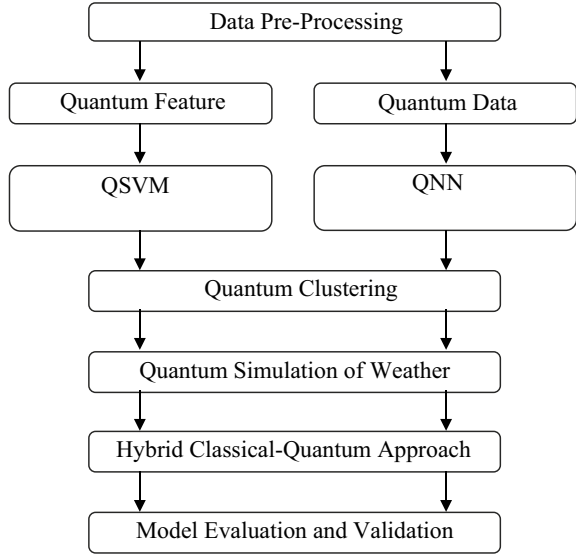 Data Pre-Processing
Quantum Feature
Quantum Data
QSVM
QNN
Quantum Clustering
Quantum Simulation of Weather
Hybrid Classical-Quantum Approach
Model Evaluation and Validation